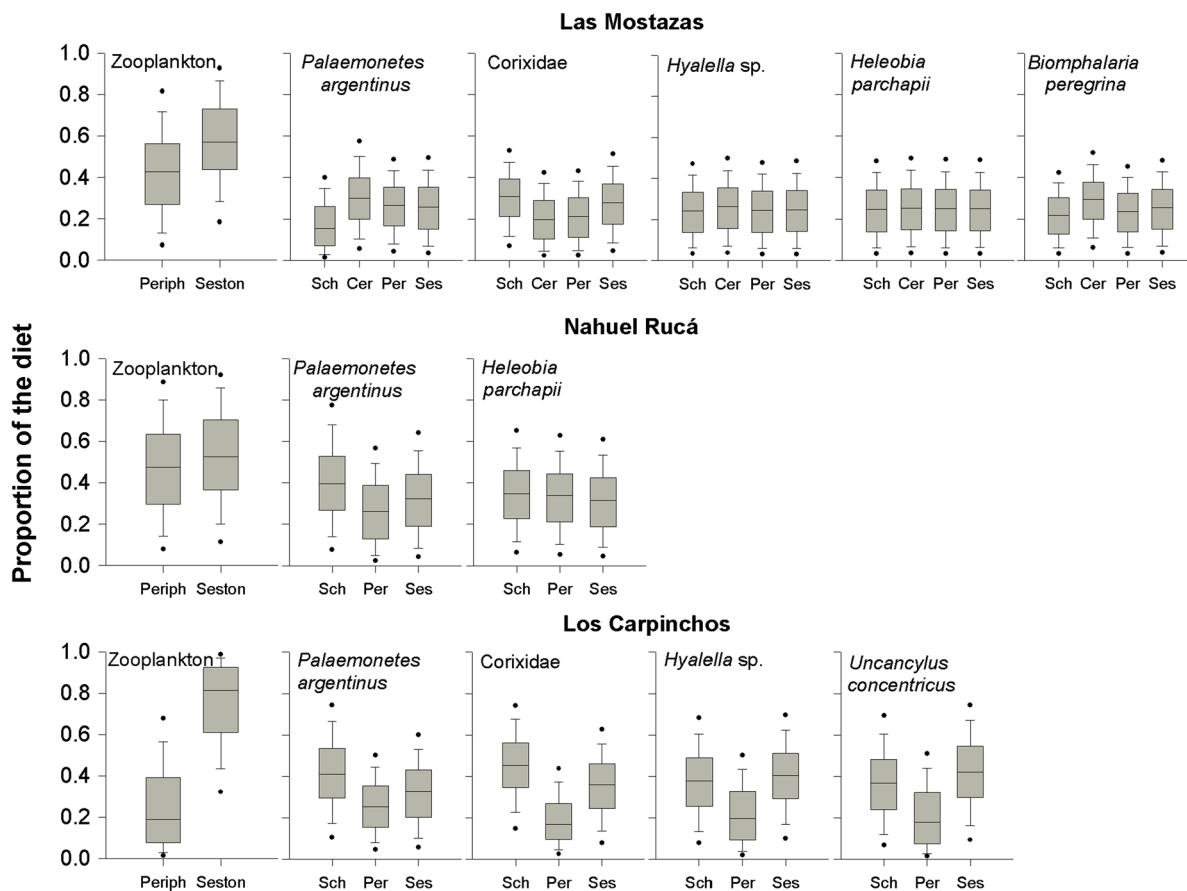 Las Mostazas
Zooplankton
Palaemonetes
argentinus
Corixidae
Hyalella sp.
Heleobia
parchapii
Biomphalaria
peregrina
1.0
0.8
0.6
0.4
0.2
0.0
Periph Seston
Sch Cer Per Ses
Sch Cer Per Ses
Sch Cer Per Ses
Sch Cer Per Ses
Sch Cer Per Ses
Proportion of the diet
Nahuel Rucá
Zooplankton
Palaemonetes
argentinus
Heleobia
parchapii
1.0
0.8
0.6
0.4
0.2
0.0
Periph Seston
Sch Per Ses
Sch Per Ses
Los Carpinchos
Zooplankton
Palaemonetes
argentinus
Corixidae
Hyalella sp.
Uncancylus
concentricus
1.0
0.8
0.6
0.4
0.2
0.0
Periph Seston
Sch Per Ses
Sch Per Ses
Sch Per Ses
Sch Per Ses